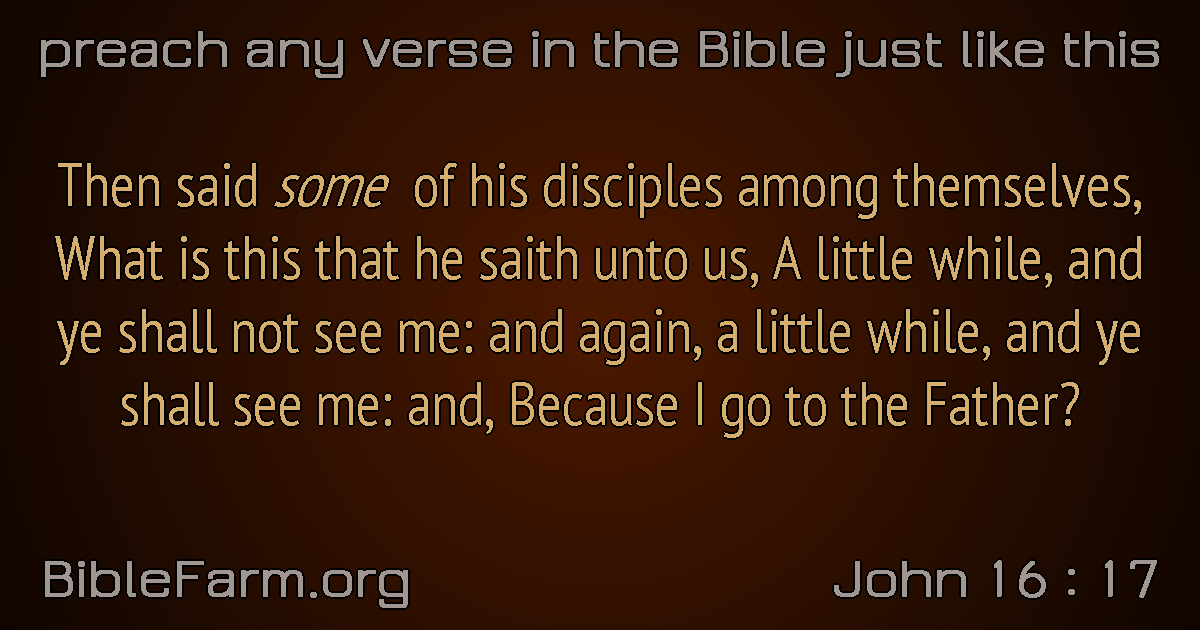 preach any verse in the Bible just like this
Then said some of his disciples among themselves,
What is this that he saith unto us, A little while, and
ye shall not see me: and again, a little while, and ye
shall see me: and, Because I go to the Father?
BibleFarm.org
John 16 : 17